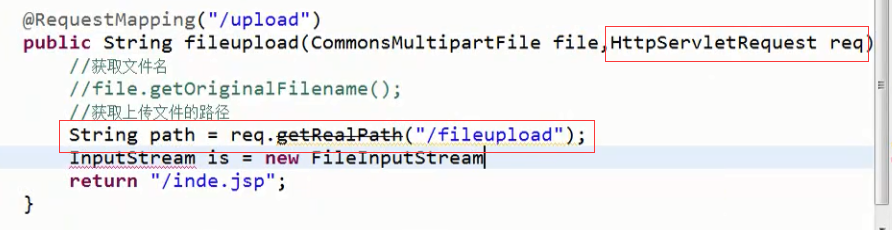 @RequestMapping("/upload")
public String fileupload(CommonsMultipartFile file,HttpServletRequest req)
//获取文件名
//file.getOriginalFilename();
//获取上传文件的路径
String path = req.getRealPath("/fileupload");
InputStream is = new FileInputStream
return "/inde.jsp";
}